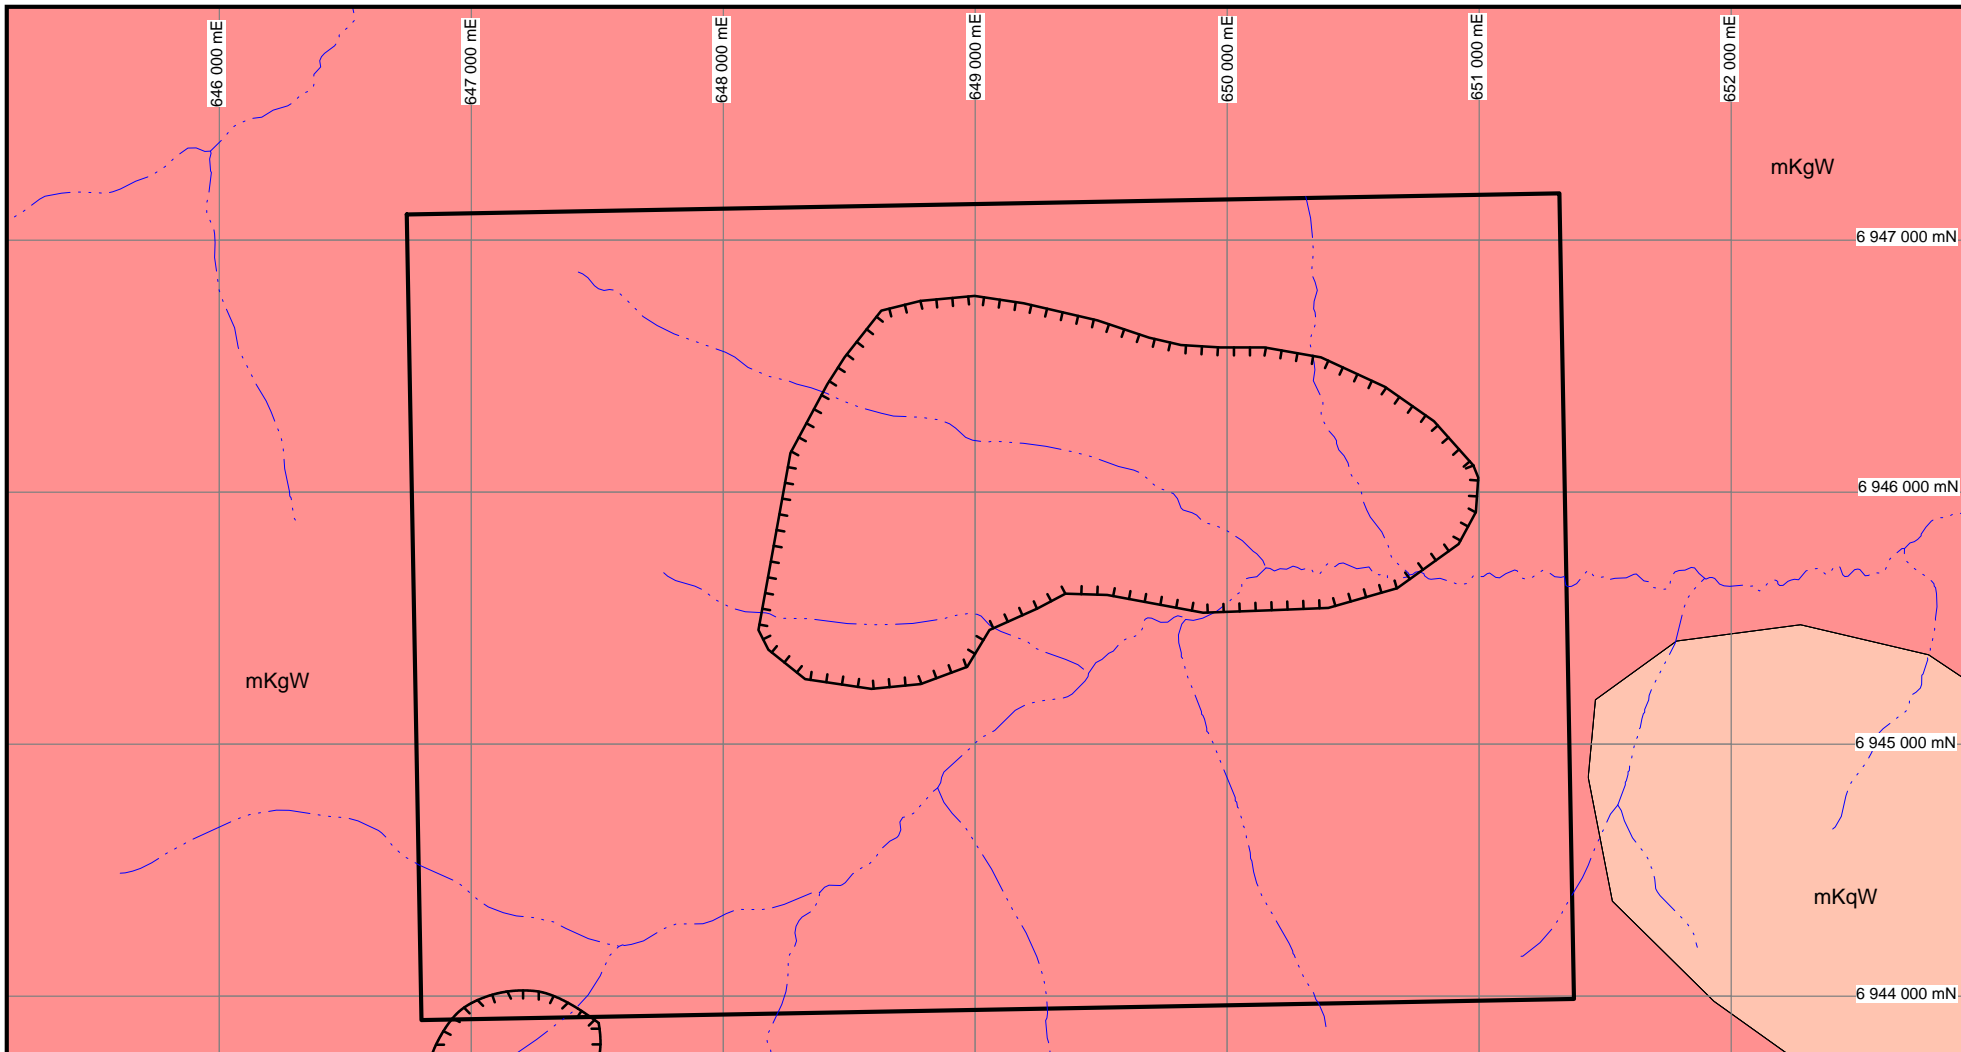 646 000 mE
647 000 mE
648 000 mE
649 000 mE
650 000 mE
651 000 mE
652 000 mE
mKgW
6 947 000 mN
6 946 000 mN
mKgW
6 945 000 mN
mKqW
6 944 000 mN